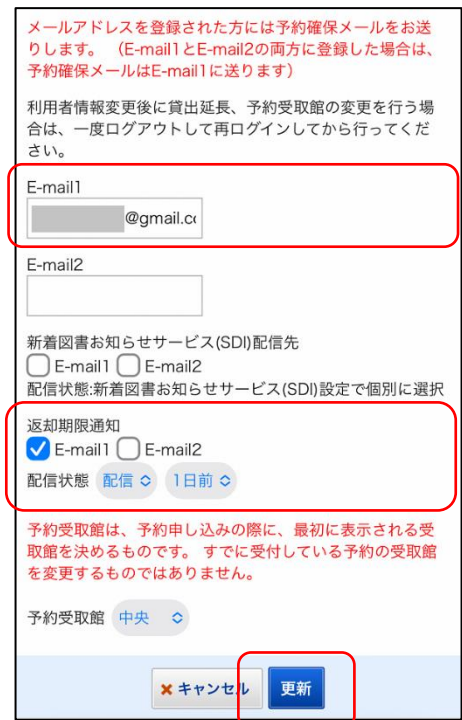 メールアドレスを登録された方には予約確保メールをお送
りします。 （E-mail1とE-mail2の両方に登録した場合は、
予約確保メールはE-mail1に送ります）
利用者情報変更後に貸出延長、予約受取館の変更を行う場
合は、一度ログアウトして再ログインしてから行ってくだ
さい。
E-mail1
@gmail.co
E-mail2
新着図書お知らせサービス(SDI)配信先
E-mail1 E-mail2
配信状態:新着図書お知らせサービス(SDI)設定で個別に選択
返却期限通知
E-mail1 E-mail2
配信状態 配信 1日前
予約受取館は、予約申し込みの際に、最初に表示される受
取館を決めるものです。 すでに受付している予約の受取館
を変更するものではありません。
予約受取館 中央
キャンセル 更新